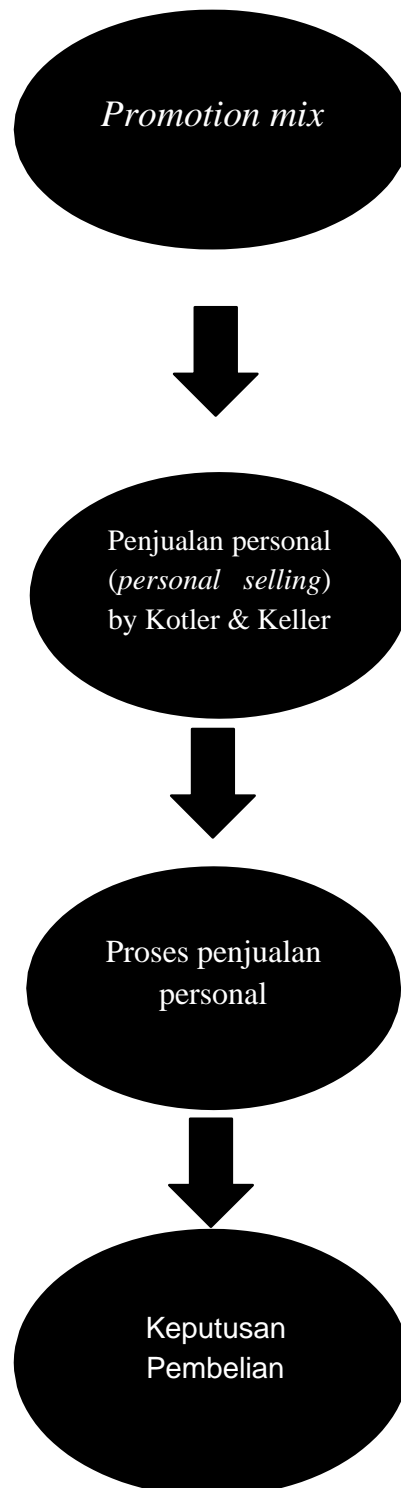 Promotion mix
Penjualan personal
(personal selling)
by Kotler & Keller
Proses penjualan
personal
Keputusan
Pembelian